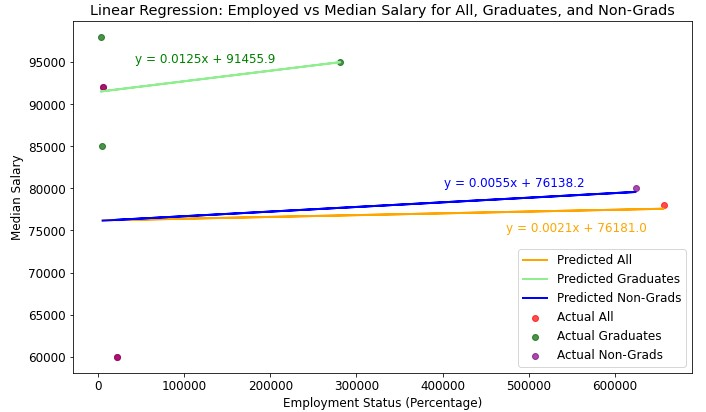 Linear Regression: Employed vs Median Salary for All, Graduates, and Non-Grads
95000
90000
85000
80000
75000
70000
65000
60000
Median Salary
y = 0.0125x + 91455.9
y = 0.0055x + 76138.2
y = 0.0021x + 76181.0
Predicted All
Predicted Graduates
Predicted Non-Grads
Actual All
Actual Graduates
Actual Non-Grads
0 100000 200000 300000 400000 500000 600000
Employment Status (Percentage)